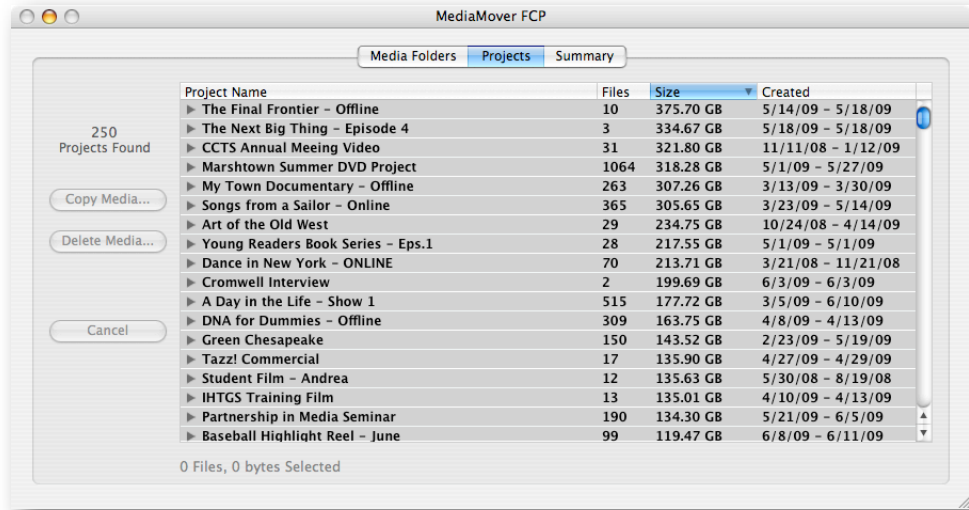 MediaMover FCP
Media Folders Projects Summary
Project Name Files Size Created
The Final Frontier – Offline 10 375.70 GB 5/14/09 – 5/18/09
The Next Big Thing – Episode 4 3 334.67 GB 5/18/09 – 5/18/09
CCTS Annual Meeing Video 31 321.80 GB 11/11/08 – 1/12/09
Marshtown Summer DVD Project 1064 318.28 GB 5/1/09 – 5/27/09
My Town Documentary – Offline 263 307.26 GB 3/13/09 – 3/30/09
Songs from a Sailor – Online 365 305.65 GB 3/23/09 – 5/14/09
Art of the Old West 29 234.75 GB 10/24/08 – 4/14/09
Young Readers Book Series – Eps.1 28 217.55 GB 5/1/09 – 5/1/09
Dance in New York – ONLINE 70 213.71 GB 3/21/08 – 11/21/08
Cromwell Interview 2 199.69 GB 6/3/09 – 6/3/09
A Day in the Life – Show 1 515 177.72 GB 3/5/09 – 6/10/09
DNA for Dummies – Offline 309 163.75 GB 4/8/09 – 4/13/09
Green Chesapeake 150 143.52 GB 2/23/09 – 5/19/09
Tazz! Commercial 17 135.90 GB 4/27/09 – 4/29/09
Student Film – Andrea 12 135.63 GB 5/30/08 – 8/19/08
IHTGS Training Film 13 135.01 GB 4/10/09 – 4/13/09
Partnership in Media Seminar 190 134.30 GB 5/21/09 – 6/5/09
Baseball Highlight Reel – June 99 119.47 GB 6/8/09 – 6/11/09
250
Projects Found
Copy Media...
Delete Media...
Cancel
0 Files, 0 bytes Selected